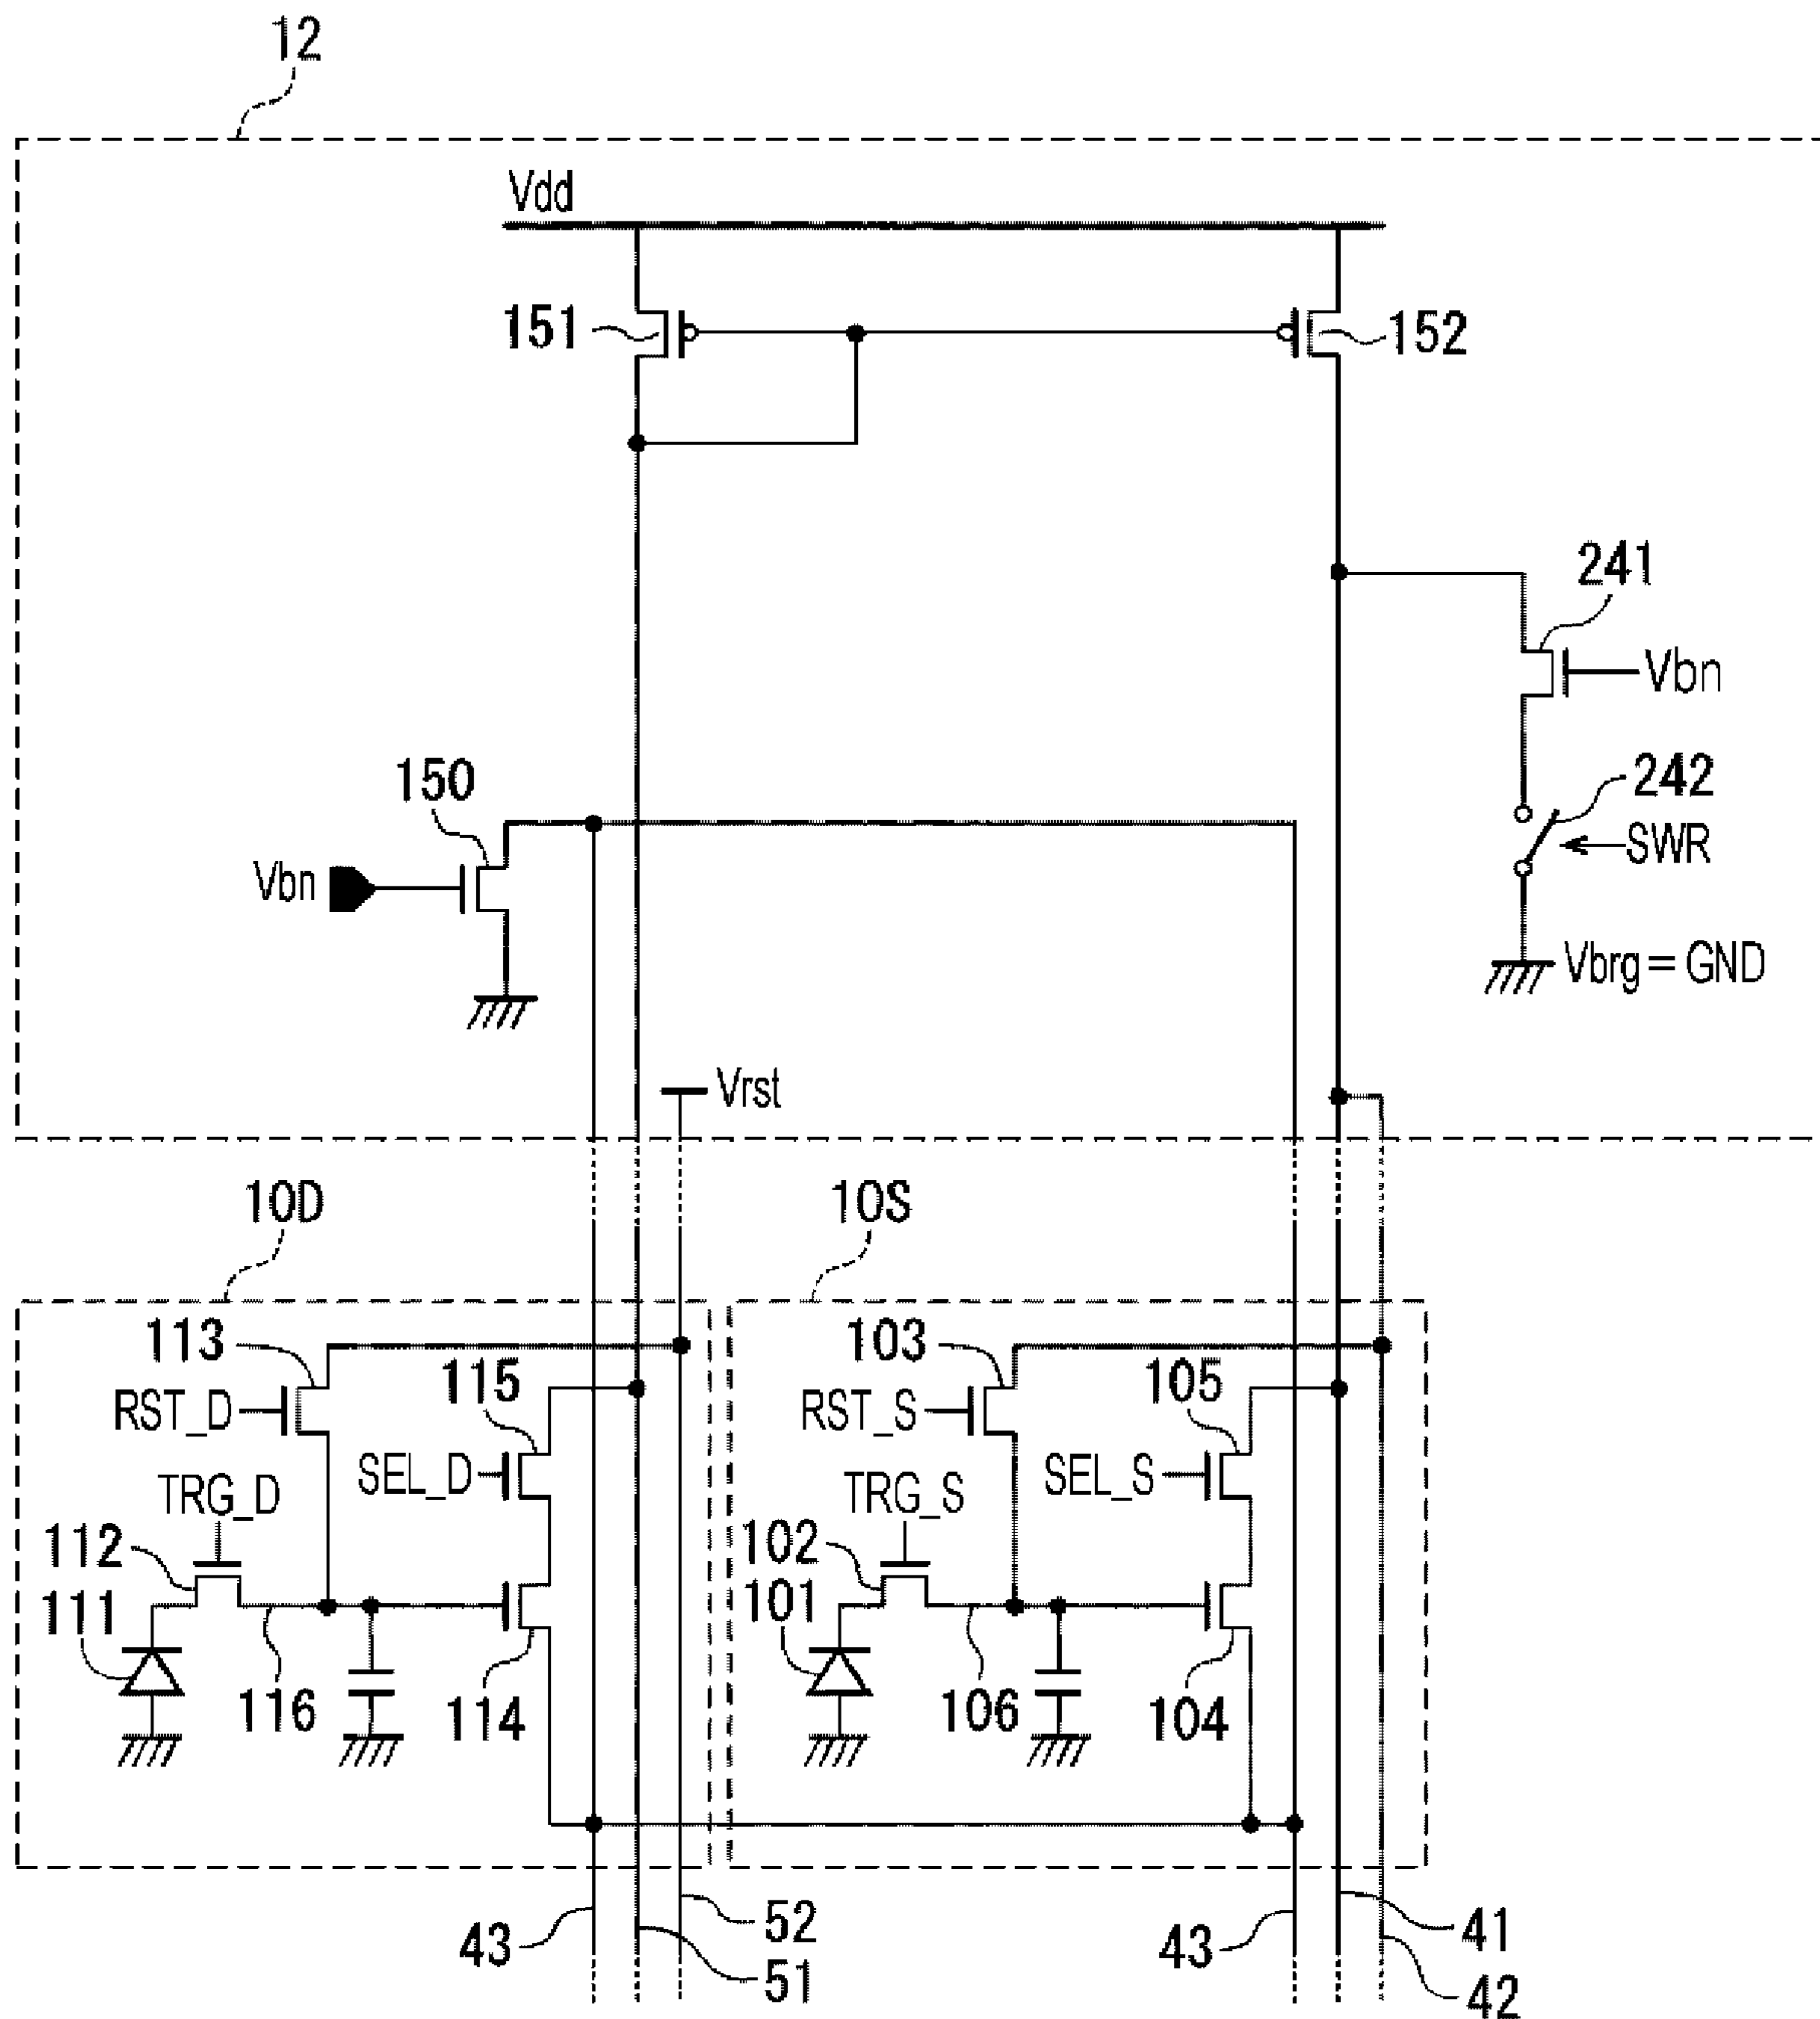 12
Vdd
151
152
241
Vbn
150
242
Vbn
SWR
Vbrg = GND
Vrst
10D
10S
113
103
115
105
RST_D
RST_S
SEL_D
SEL_S
TRG_D
TRG_S
112
102
111
101
116
114
106
104
43
52
51
43
41
42